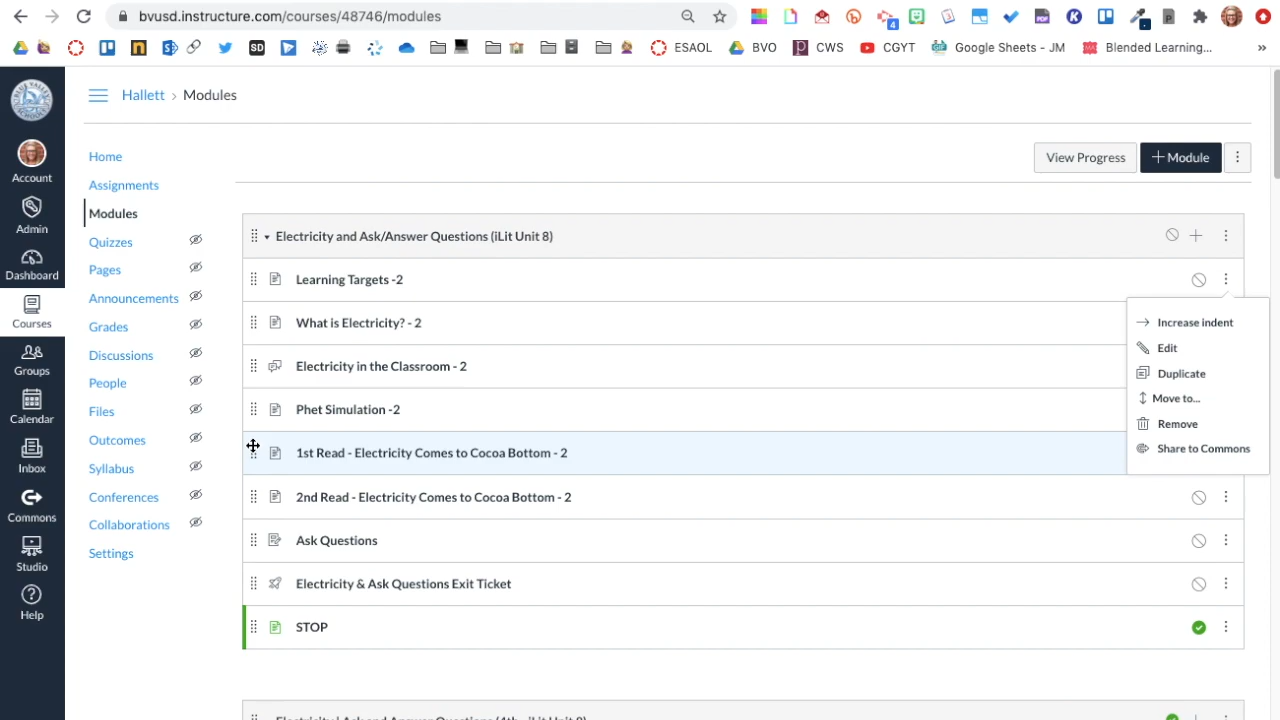 bvusd.instructure.com/courses/48746/modules
4
SD
ESAOL
BVO
CWS
CGYT
Google Sheets - JM
Blended Learning...
»
Hallett › Modules
View Progress
+ Module
Account
Admin
Dashboard
Courses
Groups
Calendar
Inbox
Commons
Studio
Help
Home
Assignments
Modules
Quizzes
Pages
Announcements
Grades
Discussions
People
Files
Outcomes
Syllabus
Conferences
Collaborations
Settings
Electricity and Ask/Answer Questions (iLit Unit 8)
Learning Targets -2
What is Electricity? - 2
Electricity in the Classroom - 2
Phet Simulation -2
1st Read - Electricity Comes to Cocoa Bottom - 2
2nd Read - Electricity Comes to Cocoa Bottom - 2
Ask Questions
Electricity & Ask Questions Exit Ticket
STOP
Increase indent
Edit
Duplicate
Move to...
Remove
Share to Commons